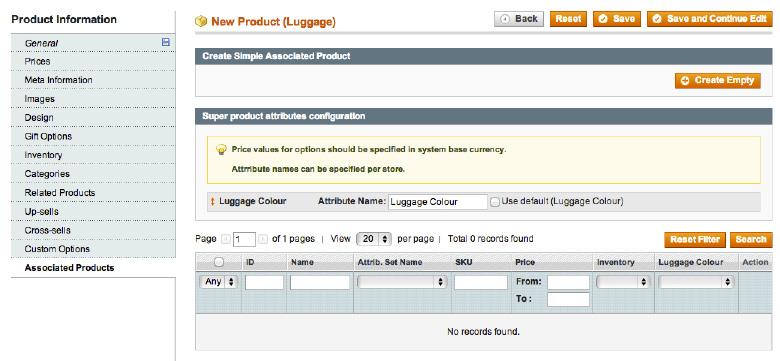 Product Information
General
Prices
Meta Information
Images
Design
Gift Options
Inventory
Categories
Related Products
Up-sells
Cross-sells
Custom Options
Associated Products
New Product (Luggage)
Back Reset Save Save and Continue Edit
Create Simple Associated Product
Create Empty
Super product attributes configuration
Price values for options should be specified in system base currency.
Attrribute names can be specified per store.
Luggage Colour Attribute Name: Luggage Colour Use default (Luggage Colour)
Page 1 of 1 pages | View 20 per page | Total 0 records found Reset Filter Search
ID Name Attrib. Set Name SKU Price Inventory Luggage Colour Action
Any From:
To :
No records found.